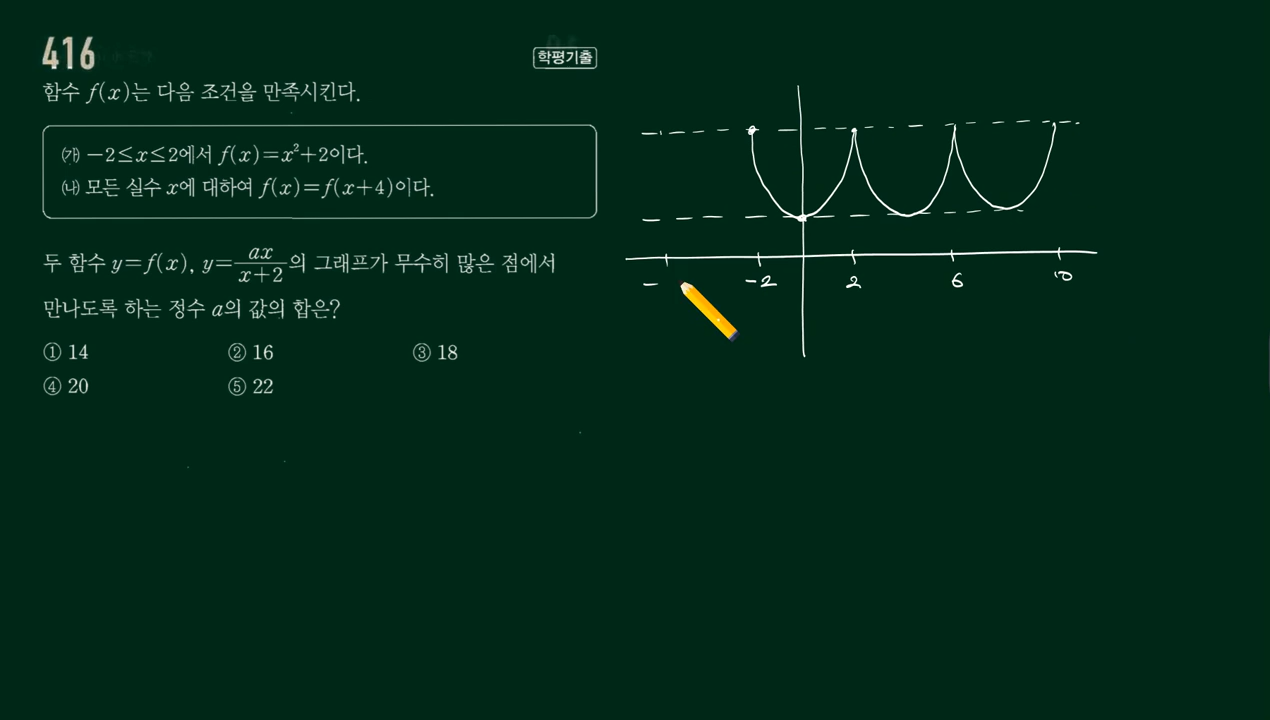 416
학평기출
함수 f(x)는 다음 조건을 만족시킨다.
㈎ −2≤x≤2에서 f(x)=x²+2이다.
㈏ 모든 실수 x에 대하여 f(x)=f(x+4)이다.
두 함수 y=f(x), y=ax/(x+2)의 그래프가 무수히 많은 점에서
만나도록 하는 정수 a의 값의 합은?
① 14 ② 16 ③ 18
④ 20 ⑤ 22
− −2 2 6 10